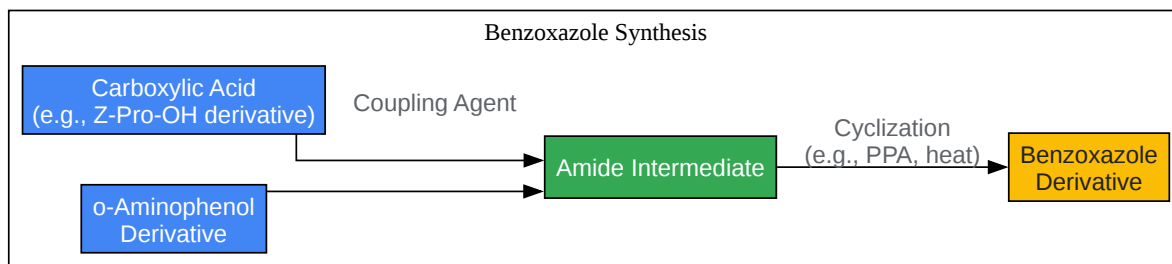 Benzoxazole Synthesis
Carboxylic Acid
(e.g., Z-Pro-OH derivative)
Coupling Agent
o-Aminophenol
Derivative
Amide Intermediate
Cyclization
(e.g., PPA, heat)
Benzoxazole
Derivative